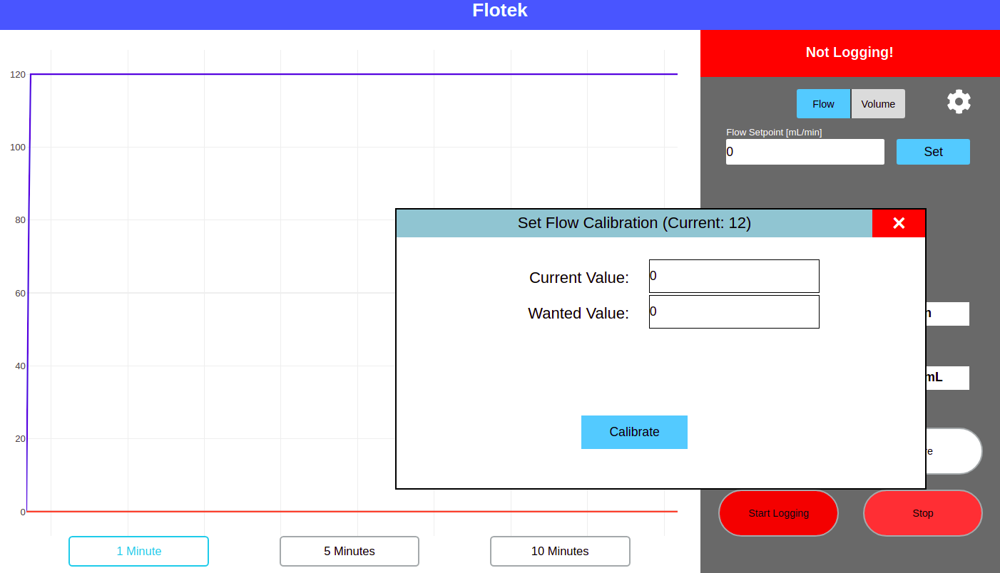 Flotek
Not Logging!
Flow Volume
Flow Setpoint [mL/min]
0 Set
120
100
80
60
40
20
0
Set Flow Calibration (Current: 12) ✕
Current Value: 0
Wanted Value: 0
Calibrate
mL
Start Logging Stop
1 Minute 5 Minutes 10 Minutes